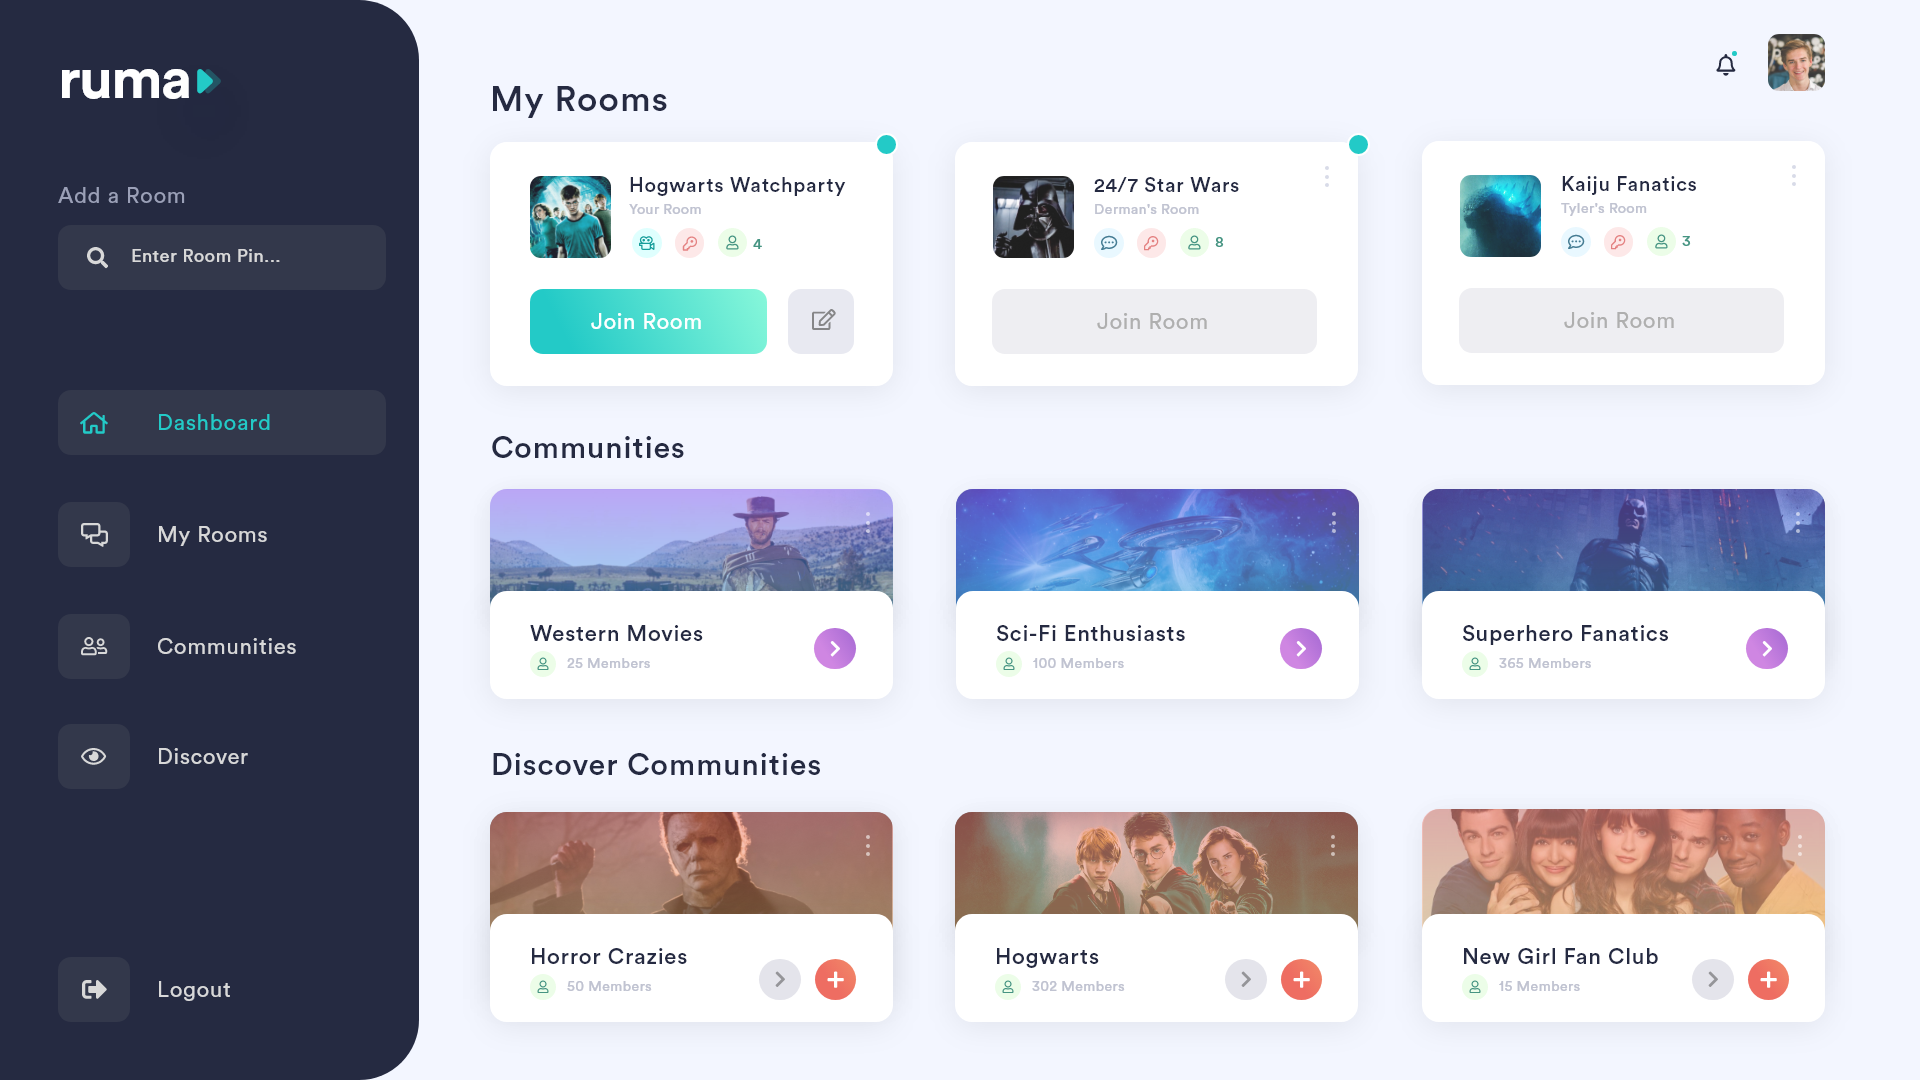 ruma
Add a Room
Enter Room Pin...
Dashboard
My Rooms
Communities
Discover
Logout
My Rooms
Hogwarts Watchparty
Your Room
4
Join Room
24/7 Star Wars
Derman's Room
8
Join Room
Kaiju Fanatics
Tyler's Room
3
Join Room
Communities
Western Movies
25 Members
Sci-Fi Enthusiasts
100 Members
Superhero Fanatics
365 Members
Discover Communities
Horror Crazies
50 Members
Hogwarts
302 Members
New Girl Fan Club
15 Members